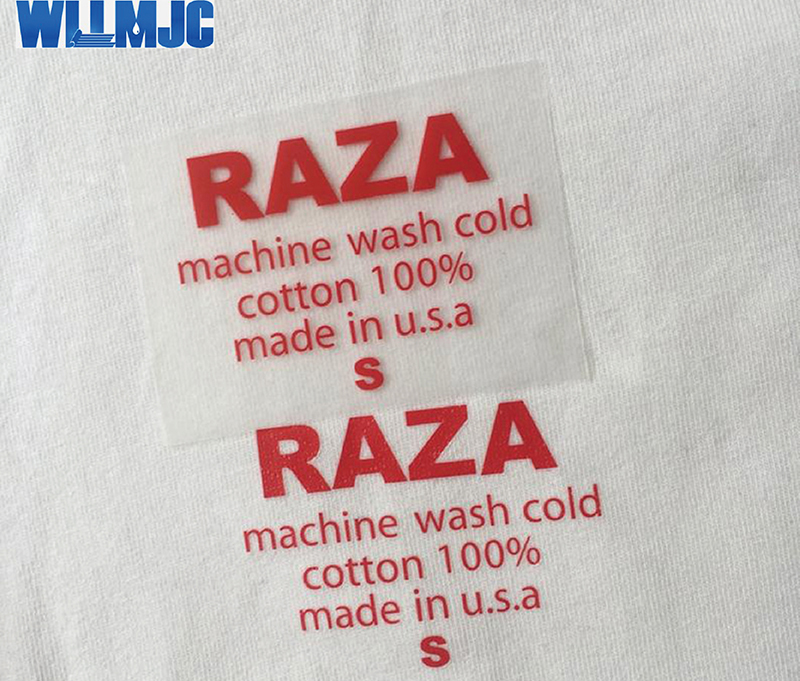 WLLMJC
RAZA
machine wash cold
cotton 100%
made in u.s.a
S
RAZA
machine wash cold
cotton 100%
made in u.s.a
S